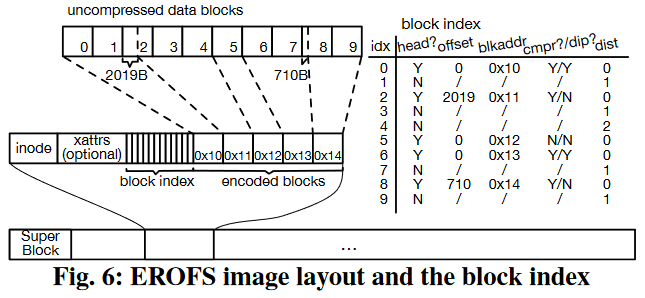 uncompressed data blocks
0 1 2 3 4 5 6 7 8 9
2019B 710B
inode xattrs (optional) 0x10 0x11 0x12 0x13 0x14
block index encoded blocks
Super Block ...
block index
idx head? offset blkaddr cmpr?/dip? dist
0 Y 0 0x10 Y/Y 0
1 N / / / 1
2 Y 2019 0x11 Y/N 0
3 N / / / 1
4 N / / / 2
5 Y 0 0x12 N/N 0
6 Y 0 0x13 Y/Y 0
7 N / / / 1
8 Y 710 0x14 Y/N 0
9 N / / / 1
Fig. 6: EROFS image layout and the block index